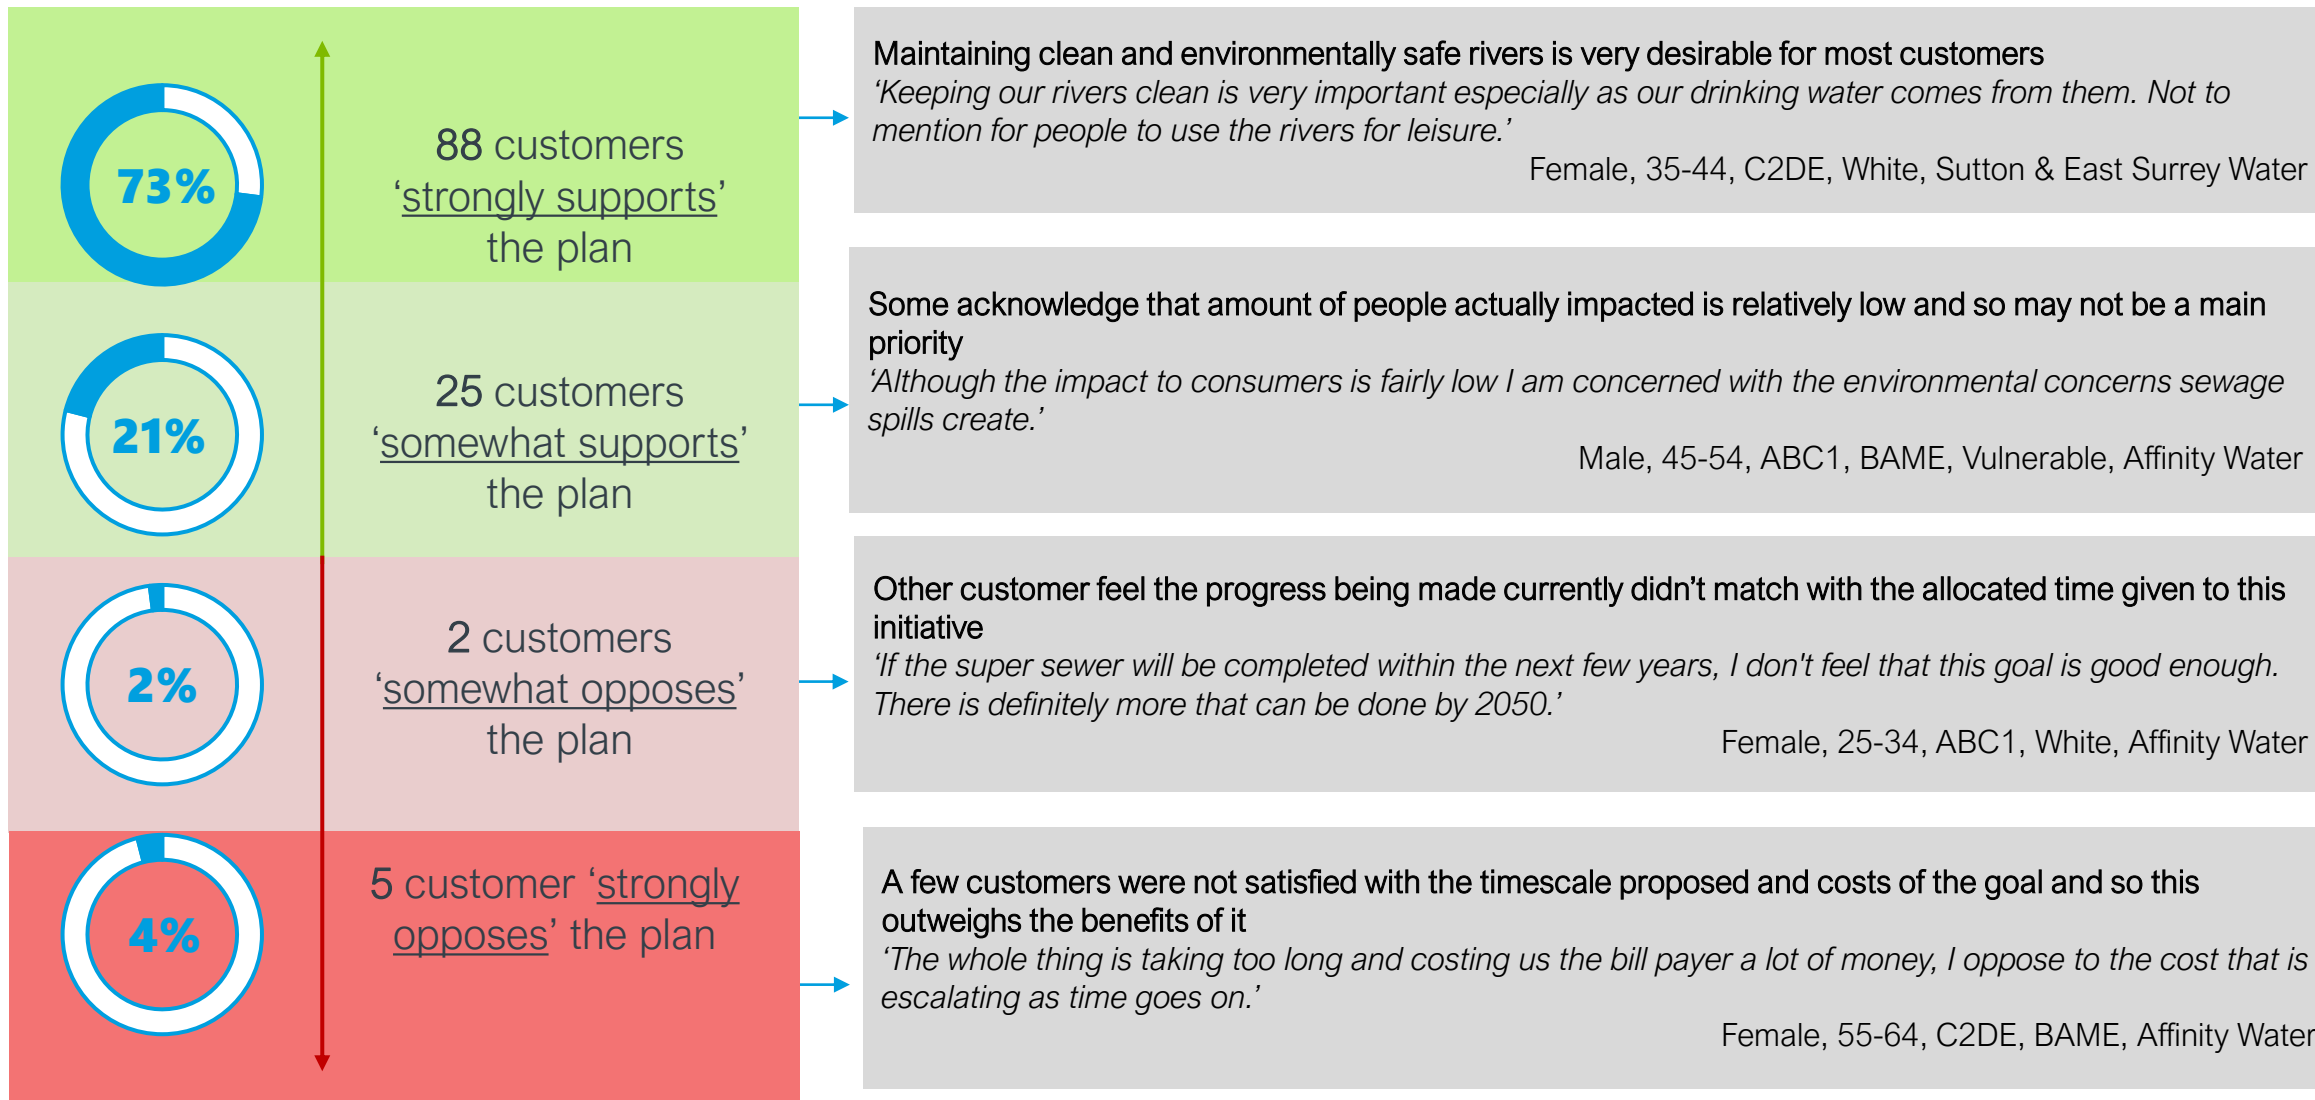 73%
88 customers
‘strongly supports’
the plan
Maintaining clean and environmentally safe rivers is very desirable for most customers
‘Keeping our rivers clean is very important especially as our drinking water comes from them. Not to
mention for people to use the rivers for leisure.’
Female, 35-44, C2DE, White, Sutton & East Surrey Water
21%
25 customers
‘somewhat supports’
the plan
Some acknowledge that amount of people actually impacted is relatively low and so may not be a main
priority
‘Although the impact to consumers is fairly low I am concerned with the environmental concerns sewage
spills create.’
Male, 45-54, ABC1, BAME, Vulnerable, Affinity Water
2%
2 customers
‘somewhat opposes’
the plan
Other customer feel the progress being made currently didn’t match with the allocated time given to this
initiative
‘If the super sewer will be completed within the next few years, I don't feel that this goal is good enough.
There is definitely more that can be done by 2050.’
Female, 25-34, ABC1, White, Affinity Water
4%
5 customer ‘strongly
opposes’ the plan
A few customers were not satisfied with the timescale proposed and costs of the goal and so this
outweighs the benefits of it
‘The whole thing is taking too long and costing us the bill payer a lot of money, I oppose to the cost that is
escalating as time goes on.’
Female, 55-64, C2DE, BAME, Affinity Water